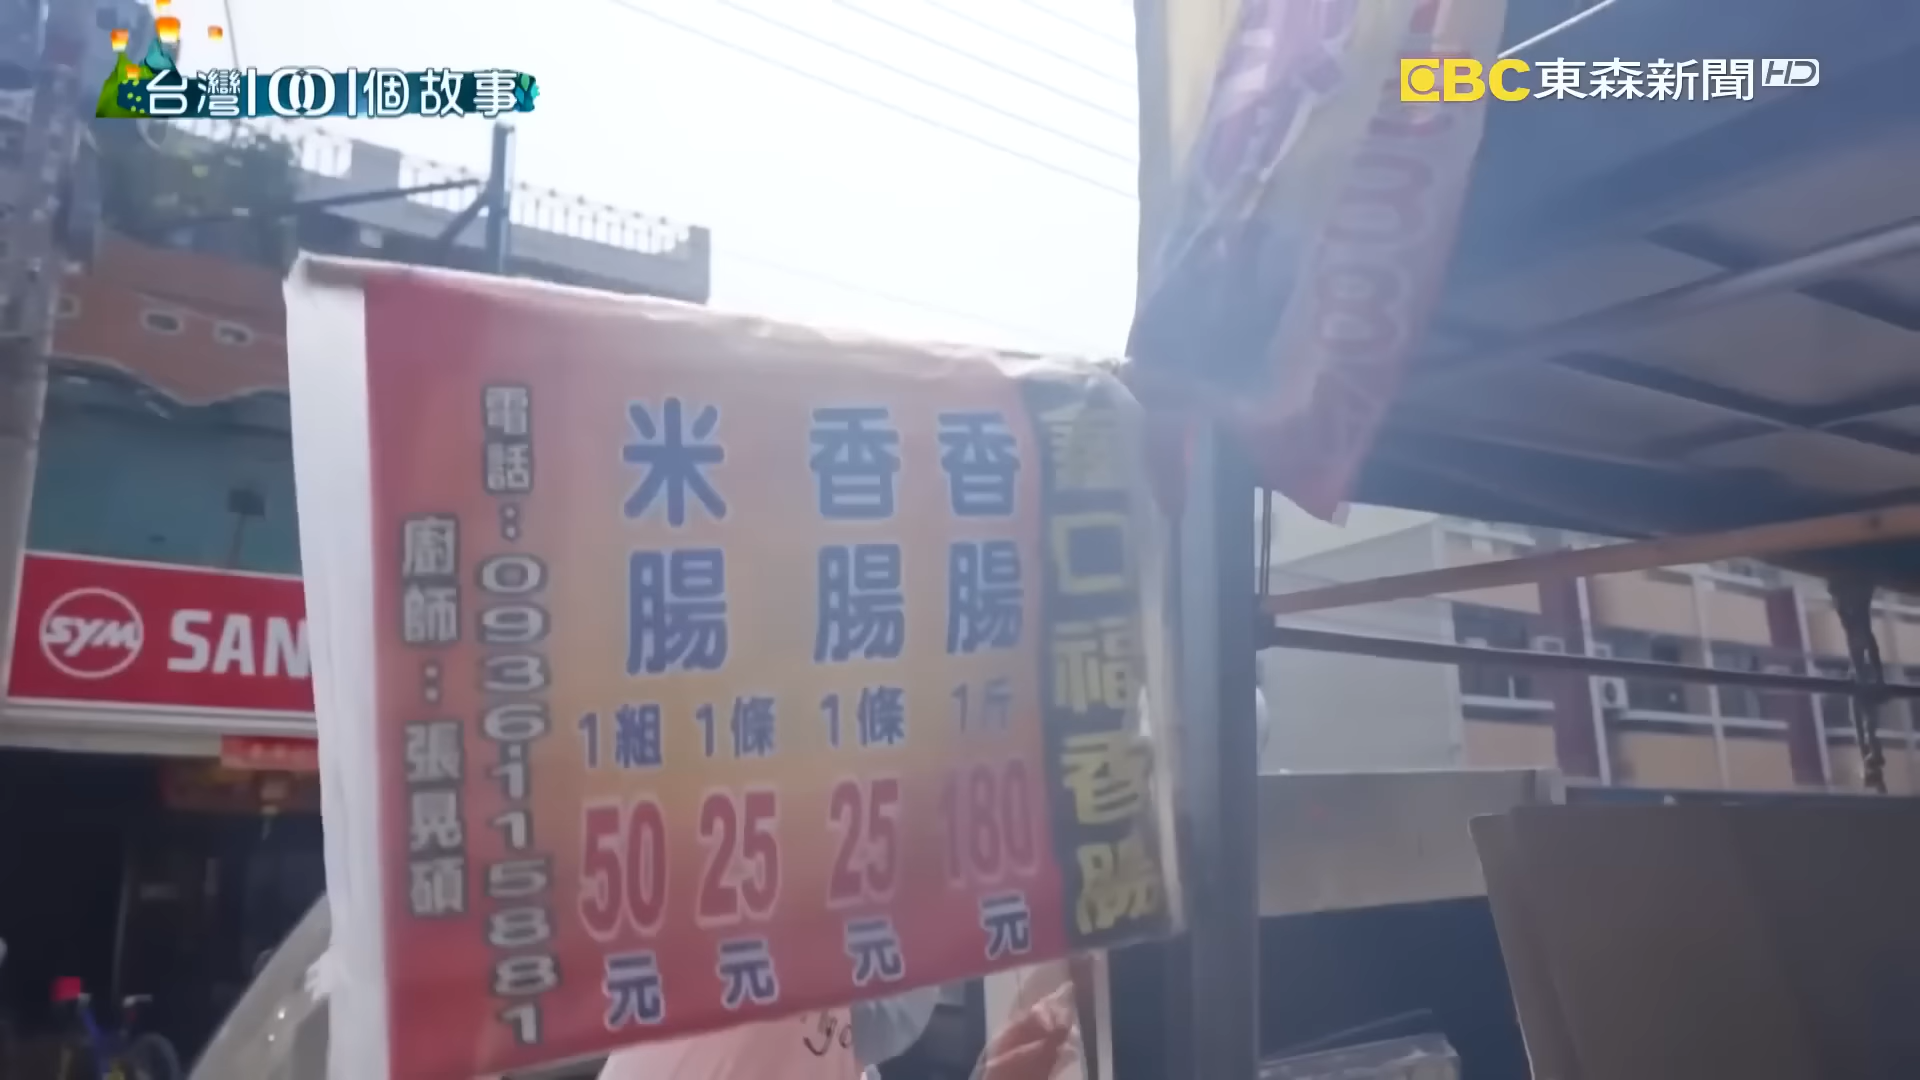 台灣1001個故事
EBC東森新聞HD
口福香腸
香腸 1斤 180元
香腸 1條 25元
米腸 1條 25元
1組 50元
電話:0936-115881
廚師:張晃碩
SYM SAN